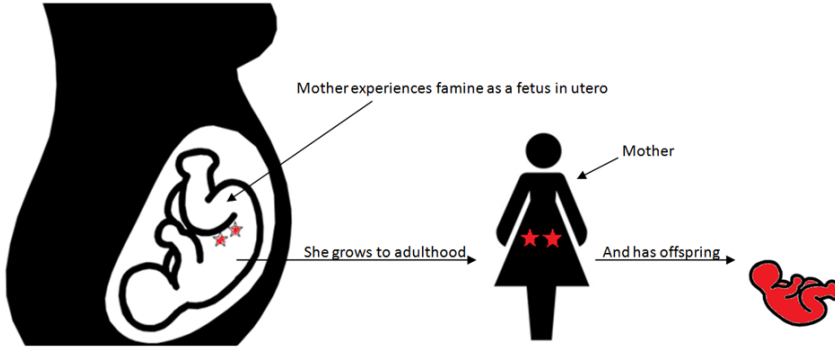 Mother experiences famine as a fetus in utero
Mother
She grows to adulthood
And has offspring